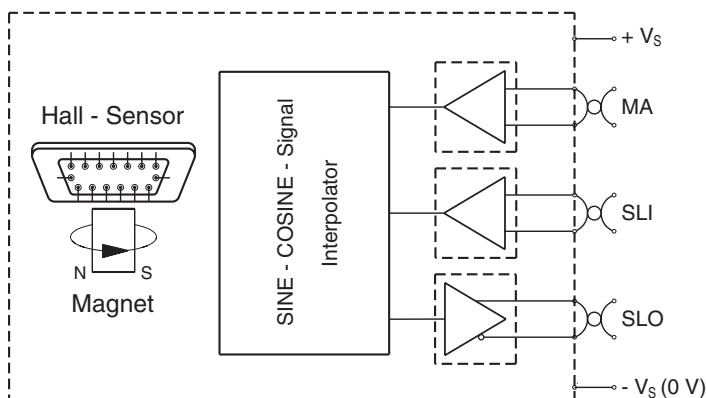 + V_S
Hall - Sensor
MA
SINE - COSINE - Signal
Interpolator
SLI
N
S
Magnet
SLO
- V_S (0 V)